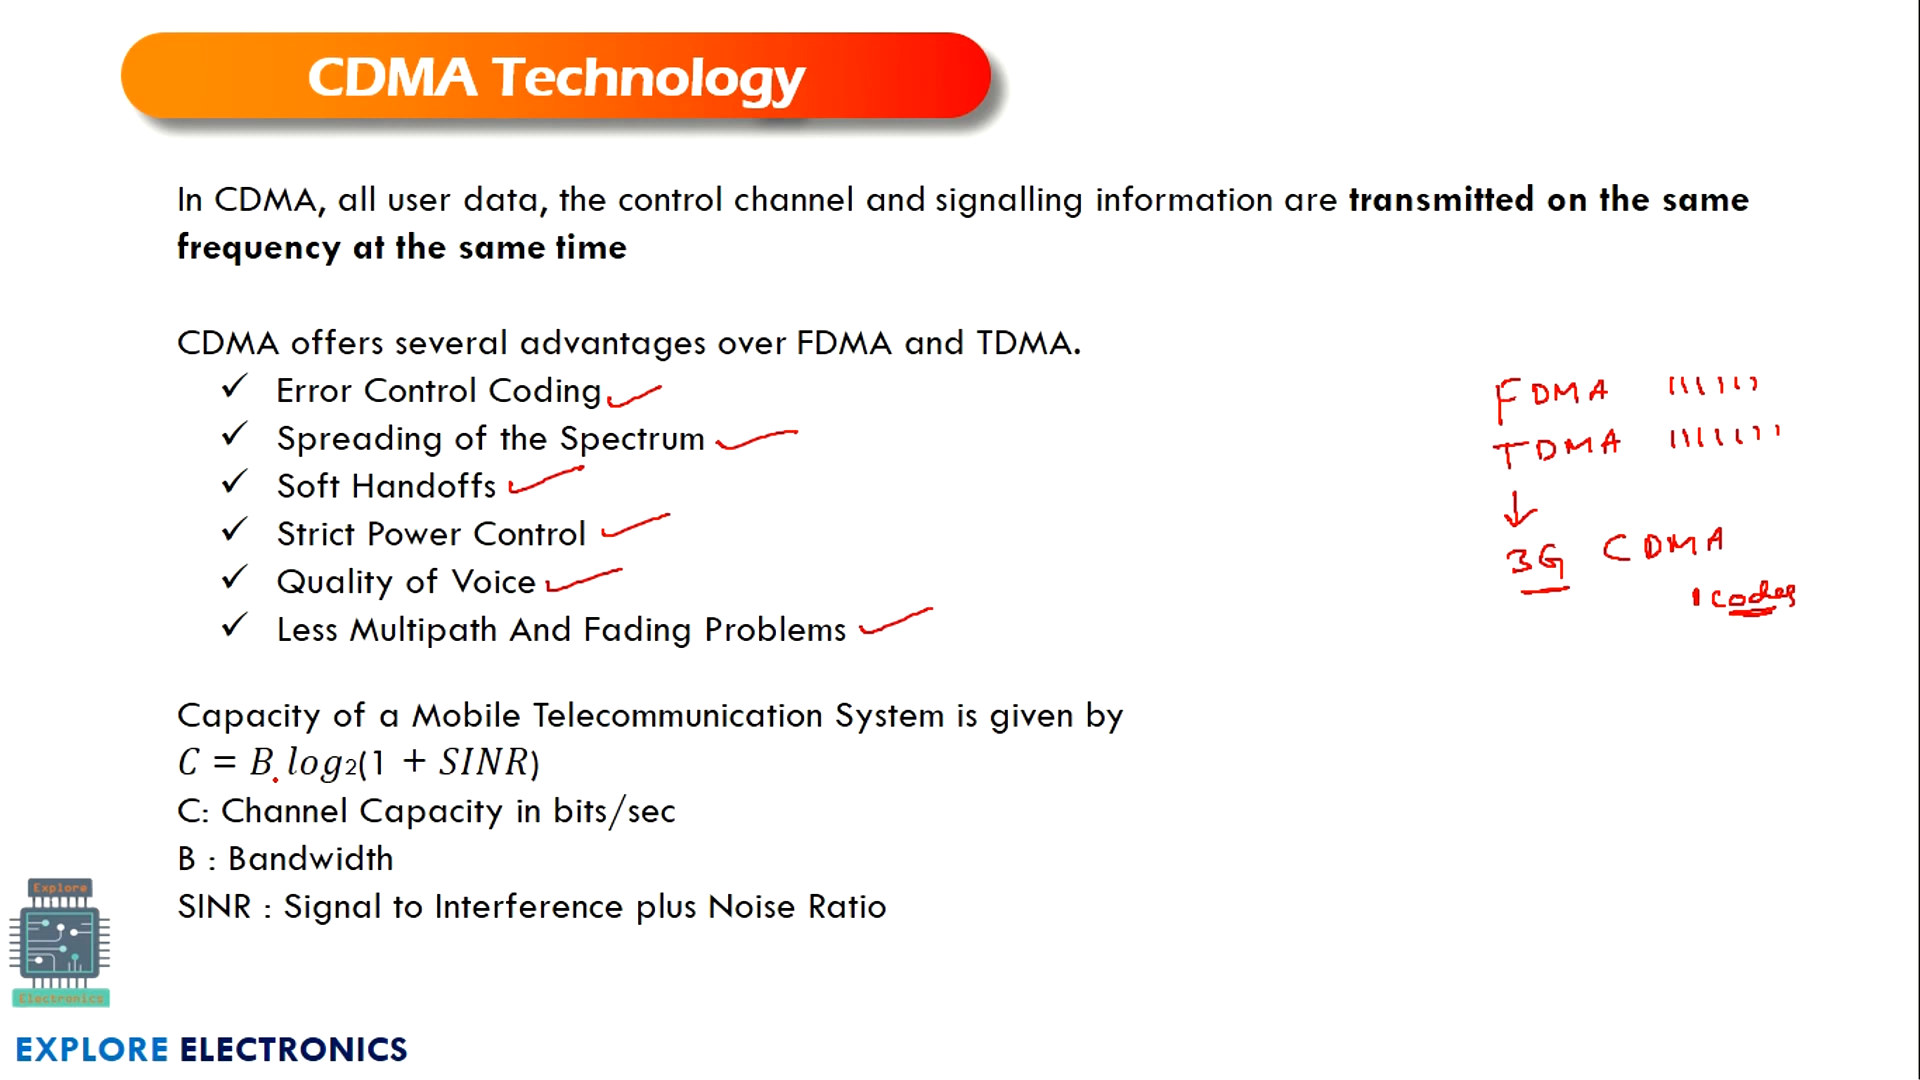 CDMA Technology
In CDMA, all user data, the control channel and signalling information are transmitted on the same
frequency at the same time
CDMA offers several advantages over FDMA and TDMA.
✓ Error Control Coding
✓ Spreading of the Spectrum
✓ Soft Handoffs
✓ Strict Power Control
✓ Quality of Voice
✓ Less Multipath And Fading Problems
FDMA
TDMA
↓
3G CDMA
codes
Capacity of a Mobile Telecommunication System is given by
C = B log2(1 + SINR)
C: Channel Capacity in bits/sec
B : Bandwidth
SINR : Signal to Interference plus Noise Ratio
Explore
Electronics
EXPLORE ELECTRONICS